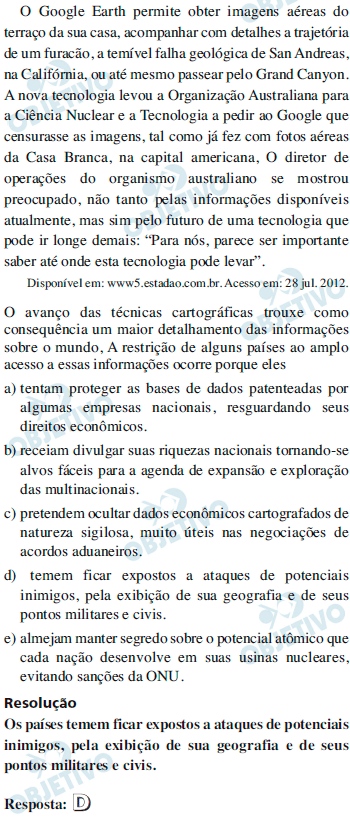 O Google Earth permite obter imagens aéreas do
terraço da sua casa, acompanhar com detalhes a trajetória
de um furacão, a temível falha geológica de San Andreas,
na Califórnia, ou até mesmo passear pelo Grand Canyon.
A nova tecnologia levou a Organização Australiana para
a Ciência Nuclear e a Tecnologia a pedir ao Google que
censurasse as imagens, tal como já fez com fotos aéreas
da Casa Branca, na capital americana, O diretor de
operações do organismo australiano se mostrou
preocupado, não tanto pelas informações disponíveis
atualmente, mas sim pelo futuro de uma tecnologia que
pode ir longe demais: “Para nós, parece ser importante
saber até onde esta tecnologia pode levar”.
Disponível em: www5.estadao.com.br. Acesso em: 28 jul. 2012.
O avanço das técnicas cartográficas trouxe como
consequência um maior detalhamento das informações
sobre o mundo, A restrição de alguns países ao amplo
acesso a essas informações ocorre porque eles
a) tentam proteger as bases de dados patenteadas por
algumas empresas nacionais, resguardando seus
direitos econômicos.
b) receiam divulgar suas riquezas nacionais tornando-se
alvos fáceis para a agenda de expansão e exploração
das multinacionais.
c) pretendem ocultar dados econômicos cartografados de
natureza sigilosa, muito úteis nas negociações de
acordos aduaneiros.
d) temem ficar expostos a ataques de potenciais
inimigos, pela exibição de sua geografia e de seus
pontos militares e civis.
e) almejam manter segredo sobre o potencial atômico que
cada nação desenvolve em suas usinas nucleares,
evitando sanções da ONU.
Resolução
Os países temem ficar expostos a ataques de potenciais
inimigos, pela exibição de sua geografia e de seus
pontos militares e civis.
Resposta: D
OBJETIVO
OBJETIVO
OBJETIVO
OBJETIVO
OBJETIVO
OBJETIVO
OBJETIVO
OBJETIVO